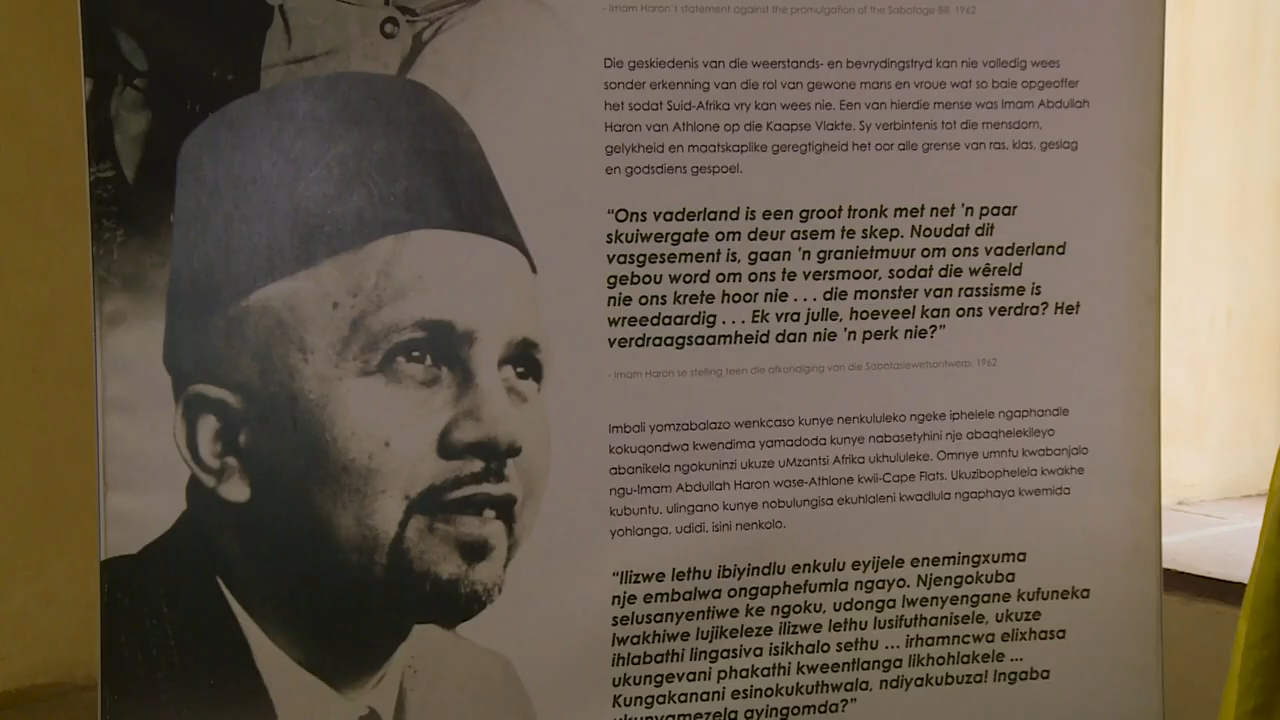 - Imam Haron's statement against the promulgation of the Sabotage Bill, 1962
Die geskiedenis van die weerstands- en bevrydingstryd kan nie volledig wees
sonder erkenning van die rol van gewone mans en vroue wat so baie opgeoffer
het sodat Suid-Afrika vry kan wees nie. Een van hierdie mense was Imam Abdullah
Haron van Athlone op die Kaapse Vlakte. Sy verbintenis tot die mensdom,
gelykheid en maatskaplike geregtigheid het oor alle grense van ras, klas, geslag
en godsdiens gespoel.
“Ons vaderland is een groot tronk met net 'n paar
skuiwergate om deur asem te skep. Noudat dit
vasgesement is, gaan 'n granietmuur om ons vaderland
gebou word om ons te versmoor, sodat die wêreld
nie ons krete hoor nie . . . die monster van rassisme is
wreedaardig . . . Ek vra julle, hoeveel kan ons verdra? Het
verdraagsaamheid dan nie 'n perk nie?”
- Imam Haron se stelling teen die afkondiging van die Sabotasiewetsontwerp, 1962
Imbali yomzabalazo wenkcaso kunye nenkululeko ngeke iphelele ngaphandle
kokuqondwa kwendima yamadoda kunye nabasetyhini nje abaqhelekileyo
abanikela ngokuninzi ukuze uMzantsi Afrika ukhululeke. Omnye umntu kwabanjalo
ngu-Imam Abdullah Haron wase-Athlone kwii-Cape Flats. Ukuzibophelela kwakhe
kubuntu, ulingano kunye nobulungisa ekuhlaleni kwadlula ngaphaya kwemida
yohlanga, udidi, isini nenkolo.
“Ilizwe lethu ibiyindlu enkulu eyijele enemingxuma
nje embalwa ongaphefumla ngayo. Njengokuba
selusanyentiwe ke ngoku, udonga lwenyengane kufuneka
lwakhiwe lujikeleze ilizwe lethu lusifuthanisele, ukuze
ihlabathi lingasiva isikhalo sethu ... irhamncwa elixhasa
ukungevani phakathi kweentlanga likhohlakele ...
Kungakanani esinokukuthwala, ndiyakubuza! Ingaba
ukunyamezela ayingomda?”